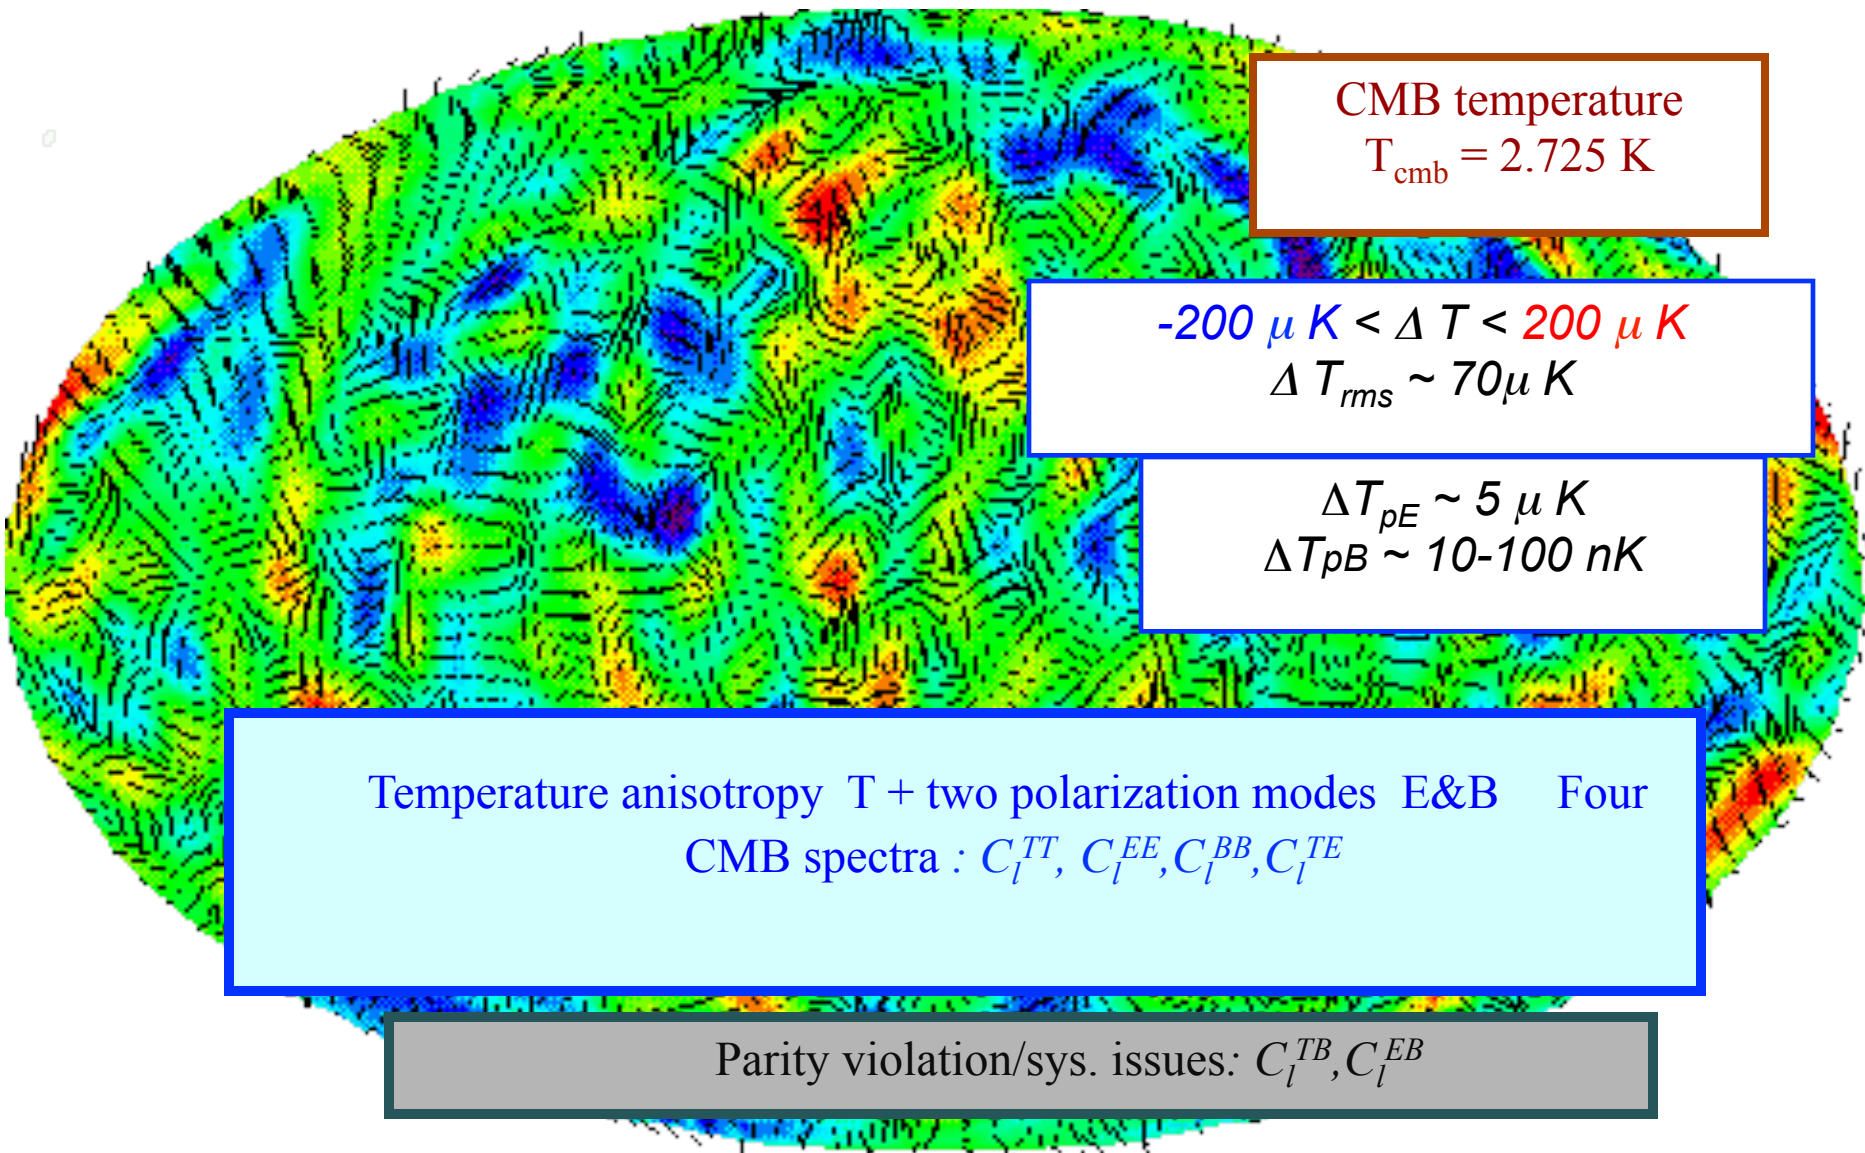 CMB temperature
T_cmb = 2.725 K
-200 μ K < Δ T < 200 μ K
Δ T_rms ~ 70μ K
ΔT_pE ~ 5 μ K
ΔTpB ~ 10-100 nK
Temperature anisotropy T + two polarization modes E&B Four
CMB spectra : C_l^TT, C_l^EE,C_l^BB,C_l^TE
Parity violation/sys. issues: C_l^TB,C_l^EB